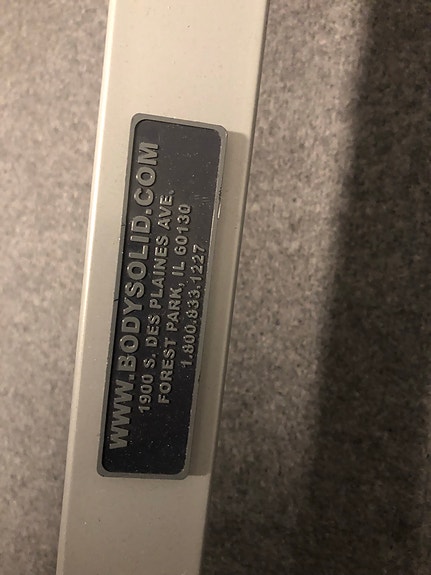 WWW.BODYSOLID.COM
1900 S. DES PLAINES AVE.
FOREST PARK, IL 60130
1.800.833.1227